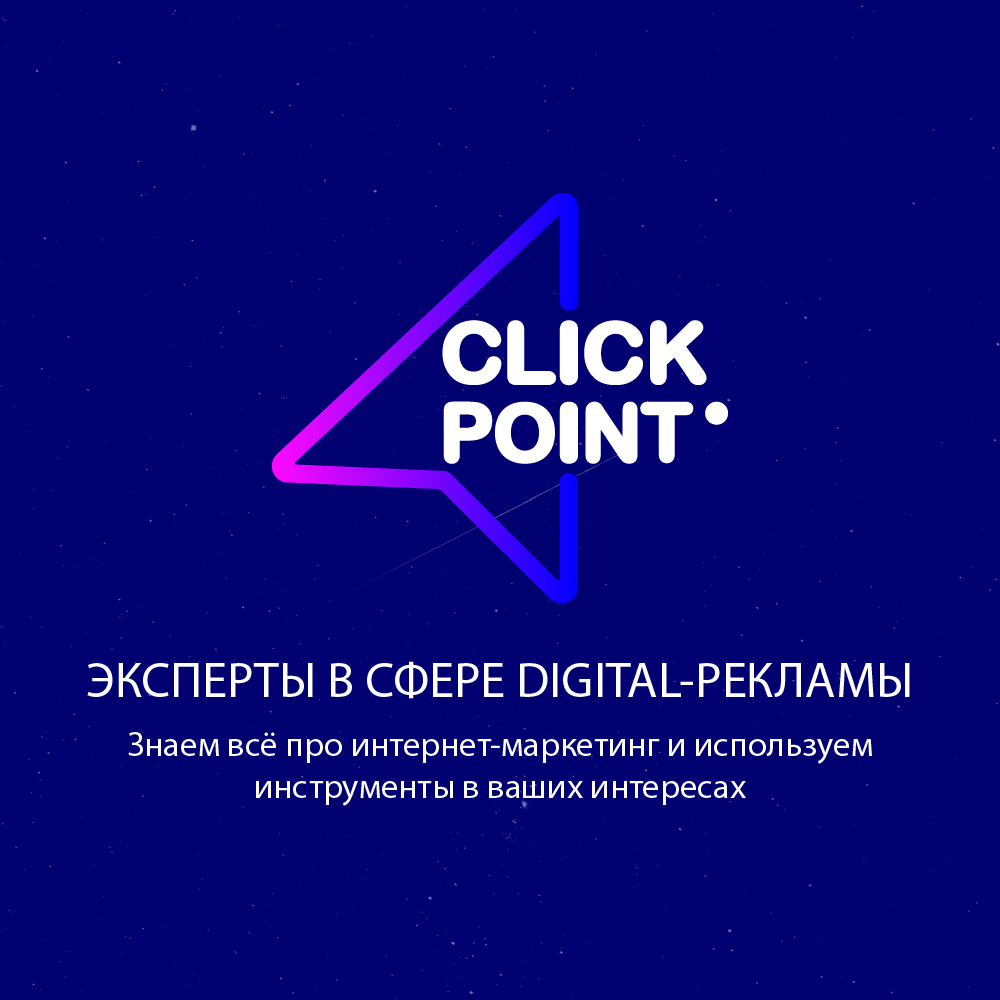 CLICK
POINT
ЭКСПЕРТЫ В СФЕРЕ DIGITAL-РЕКЛАМЫ
Знаем всё про интернет-маркетинг и используем
инструменты в ваших интересах